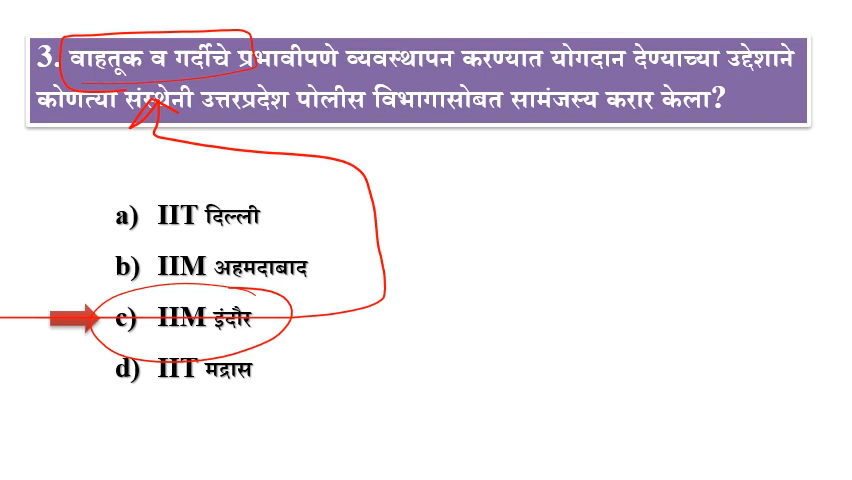 3. वाहतूक व गर्दीचे प्रभावीपणे व्यवस्थापन करण्यात योगदान देण्याच्या उद्देशाने
कोणत्या संस्थेनी उत्तरप्रदेश पोलीस विभागासोबत सामंजस्य करार केला?
a) IIT दिल्ली
b) IIM अहमदाबाद
c) IIM इंदौर
d) IIT मद्रास